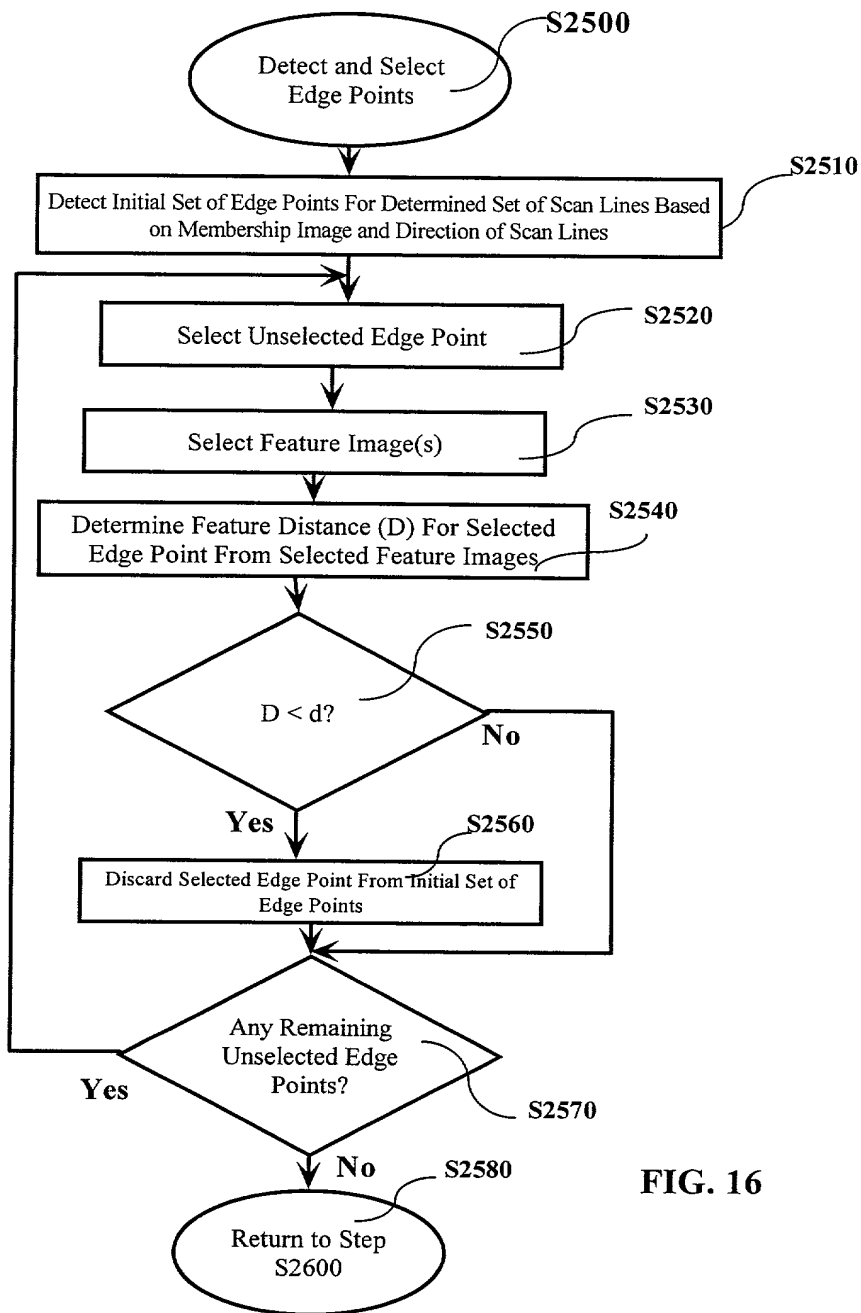 S2500
Detect and Select
Edge Points
S2510
Detect Initial Set of Edge Points For Determined Set of Scan Lines Based
on Membership Image and Direction of Scan Lines
S2520
Select Unselected Edge Point
S2530
Select Feature Image(s)
S2540
Determine Feature Distance (D) For Selected
Edge Point From Selected Feature Images
S2550
D < d?
No
Yes
S2560
Discard Selected Edge Point From Initial Set of
Edge Points
Any Remaining
Unselected Edge
Points?
Yes
S2570
No
S2580
Return to Step
S2600
FIG. 16